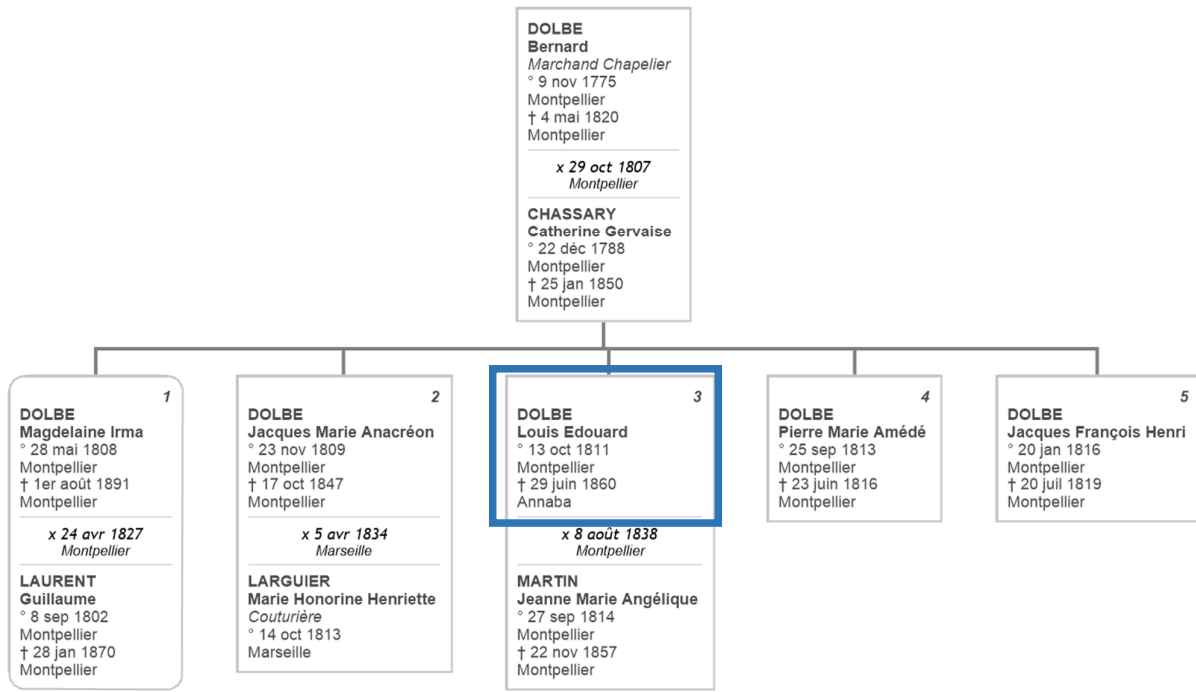 DOLBE
Bernard
Marchand Chapelier
° 9 nov 1775
Montpellier
† 4 mai 1820
Montpellier
x 29 oct 1807
Montpellier
CHASSARY
Catherine Gervaise
° 22 déc 1788
Montpellier
† 25 jan 1850
Montpellier
1
DOLBE
Magdelaine Irma
° 28 mai 1808
Montpellier
† 1er août 1891
Montpellier
x 24 avr 1827
Montpellier
LAURENT
Guillaume
° 8 sep 1802
Montpellier
† 28 jan 1870
Montpellier
2
DOLBE
Jacques Marie Anacréon
° 23 nov 1809
Montpellier
† 17 oct 1847
Montpellier
x 5 avr 1834
Marseille
LARGUIER
Marie Honorine Henriette
Couturière
° 14 oct 1813
Marseille
3
DOLBE
Louis Edouard
° 13 oct 1811
Montpellier
† 29 juin 1860
Annaba
x 8 août 1838
Montpellier
MARTIN
Jeanne Marie Angélique
° 27 sep 1814
Montpellier
† 22 nov 1857
Montpellier
4
DOLBE
Pierre Marie Amédé
° 25 sep 1813
Montpellier
† 23 juin 1816
Montpellier
5
DOLBE
Jacques François Henri
° 20 jan 1816
Montpellier
† 20 juil 1819
Montpellier